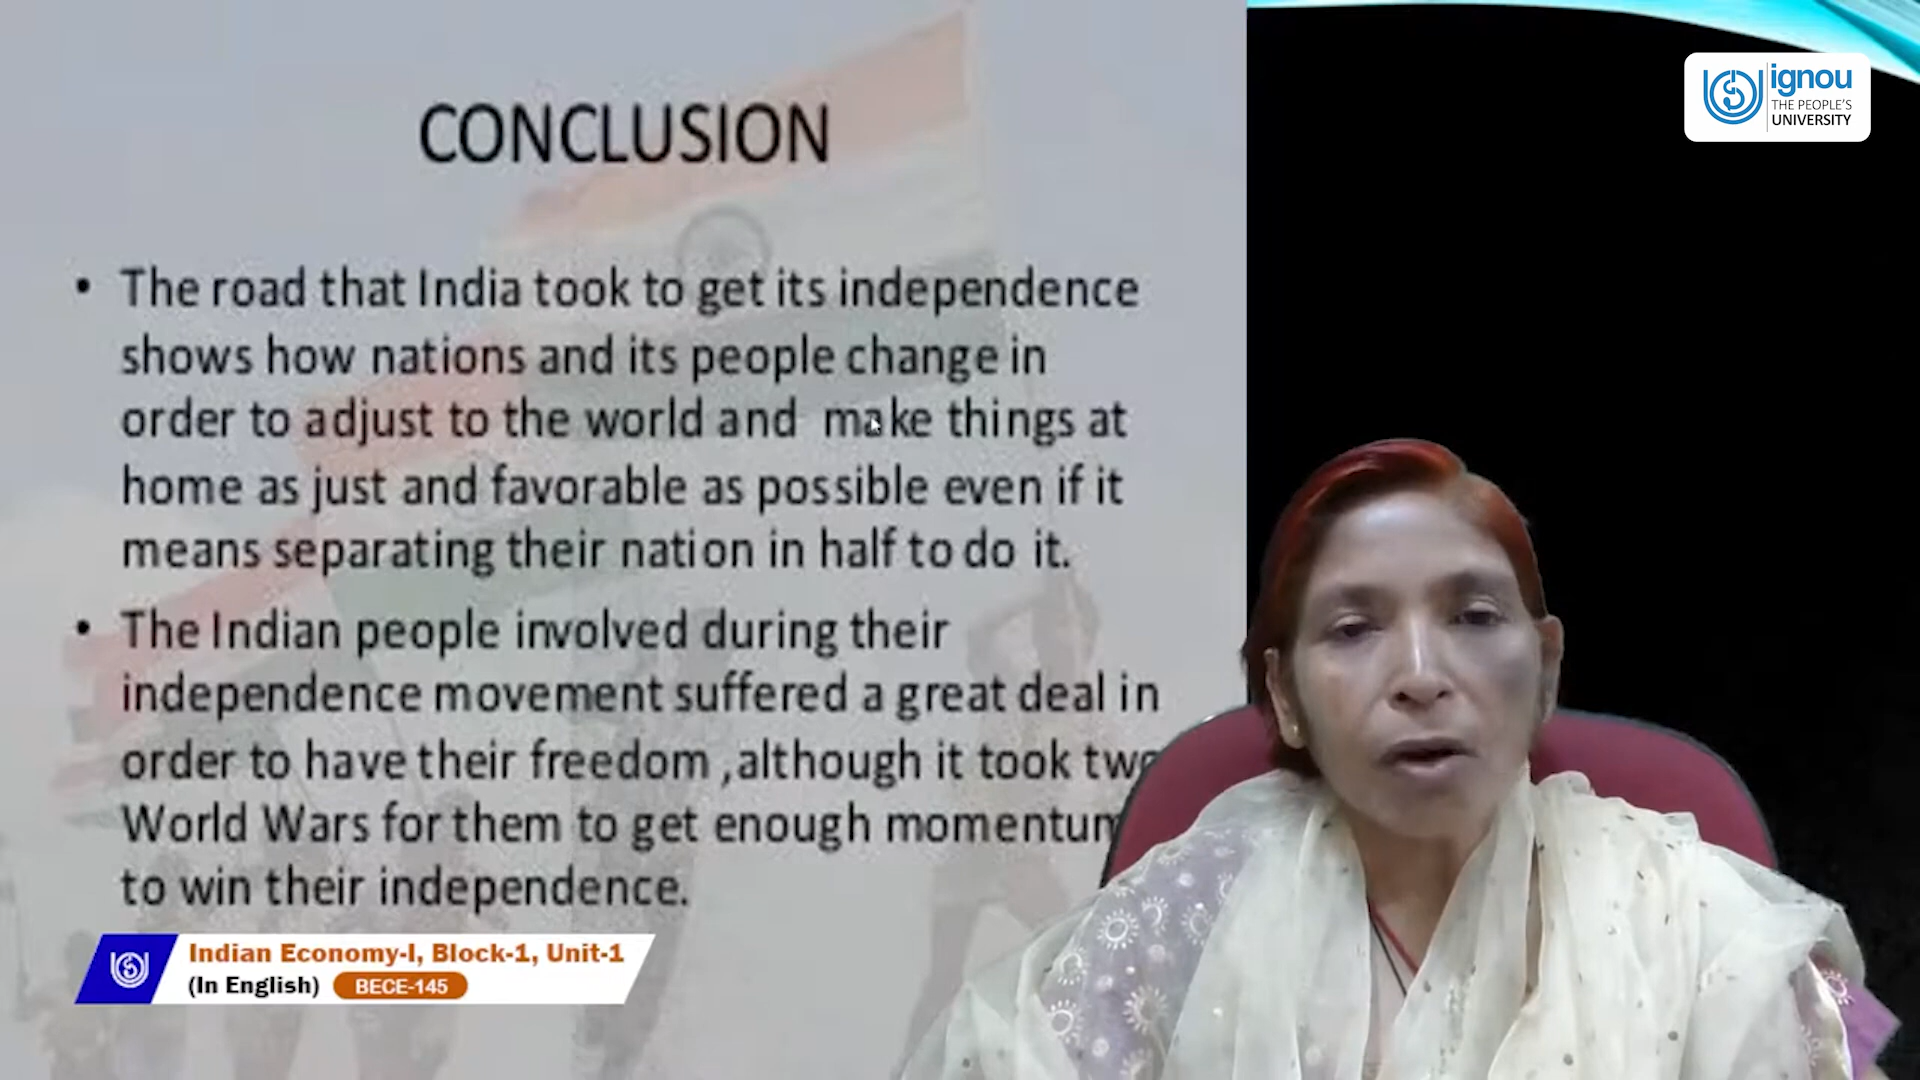 CONCLUSION
• The road that India took to get its independence
shows how nations and its people change in
order to adjust to the world and make things at
home as just and favorable as possible even if it
means separating their nation in half to do it.
• The Indian people involved during their
independence movement suffered a great deal in
order to have their freedom ,although it took two
World Wars for them to get enough momentum
to win their independence.
ignou
THE PEOPLE'S
UNIVERSITY
Indian Economy-I, Block-1, Unit-1
(In English) BECE-145